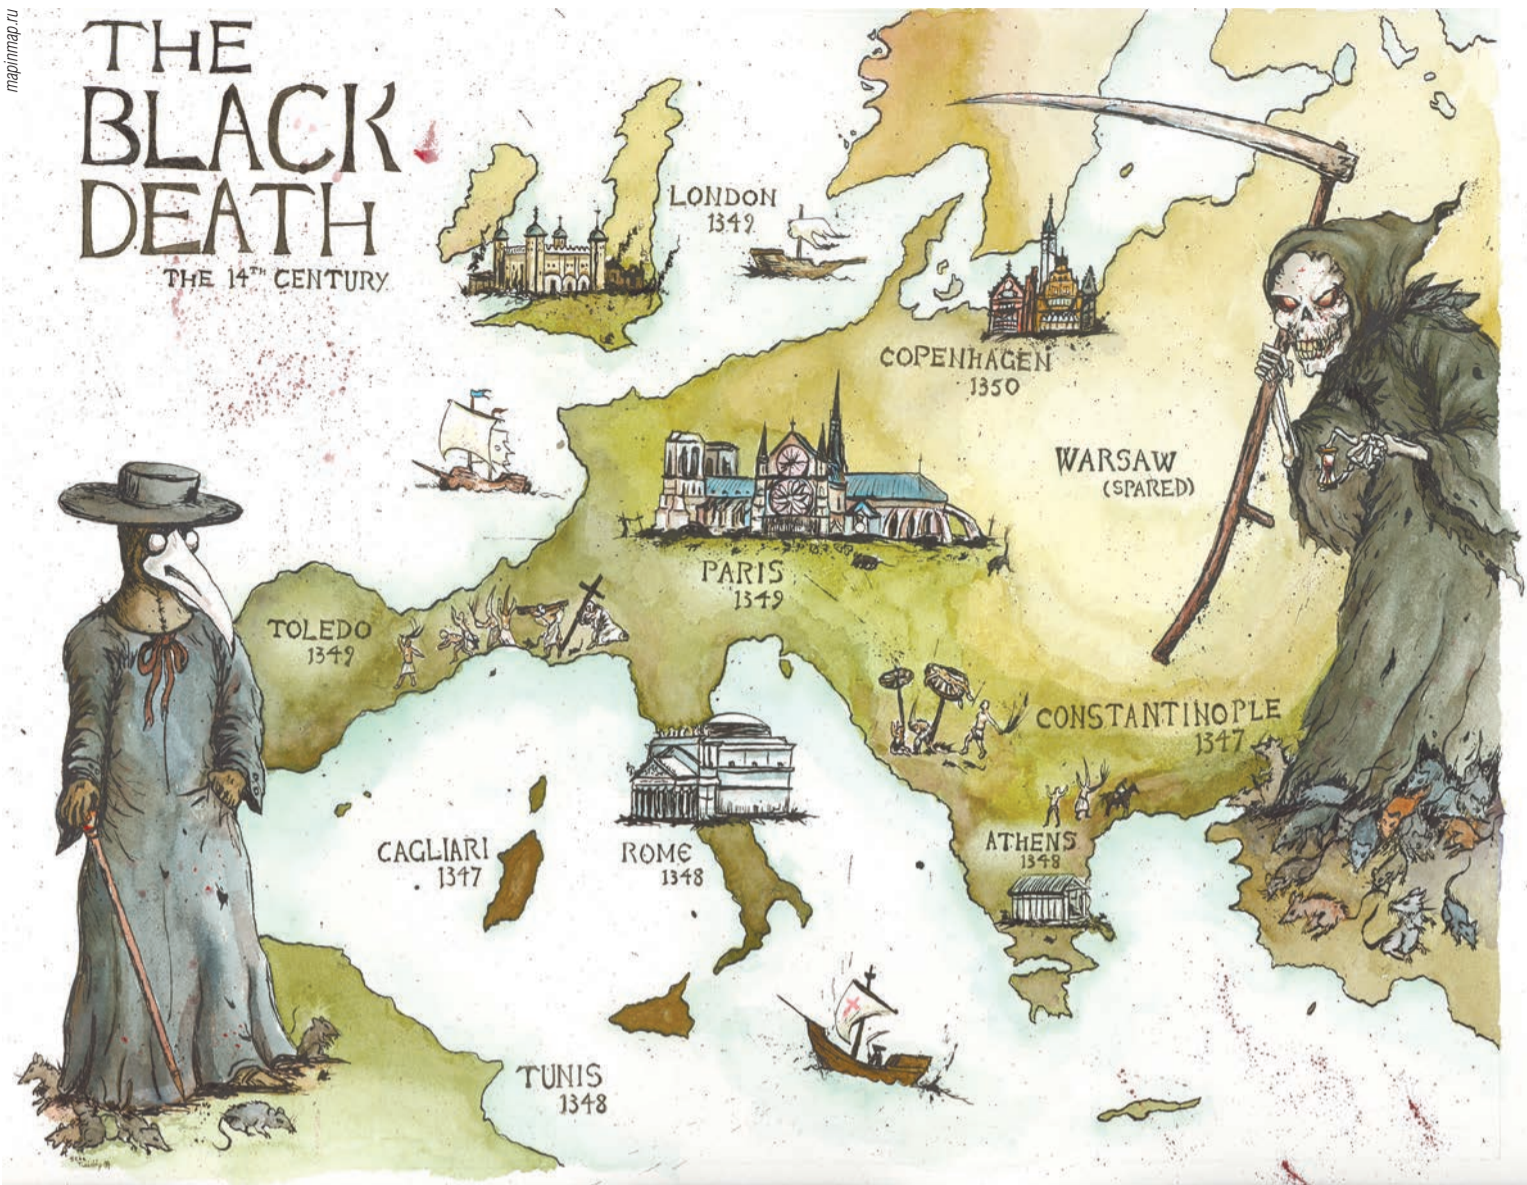 mapinmap.ru
THE
BLACK
DEATH
THE 14TH CENTURY
LONDON
1349
COPENHAGEN
1350
WARSAW
(SPARED)
PARIS
1349
TOLEDO
1349
CONSTANTINOPLE
1347
ATHENS
1348
CAGLIARI
1347
ROME
1348
TUNIS
1348